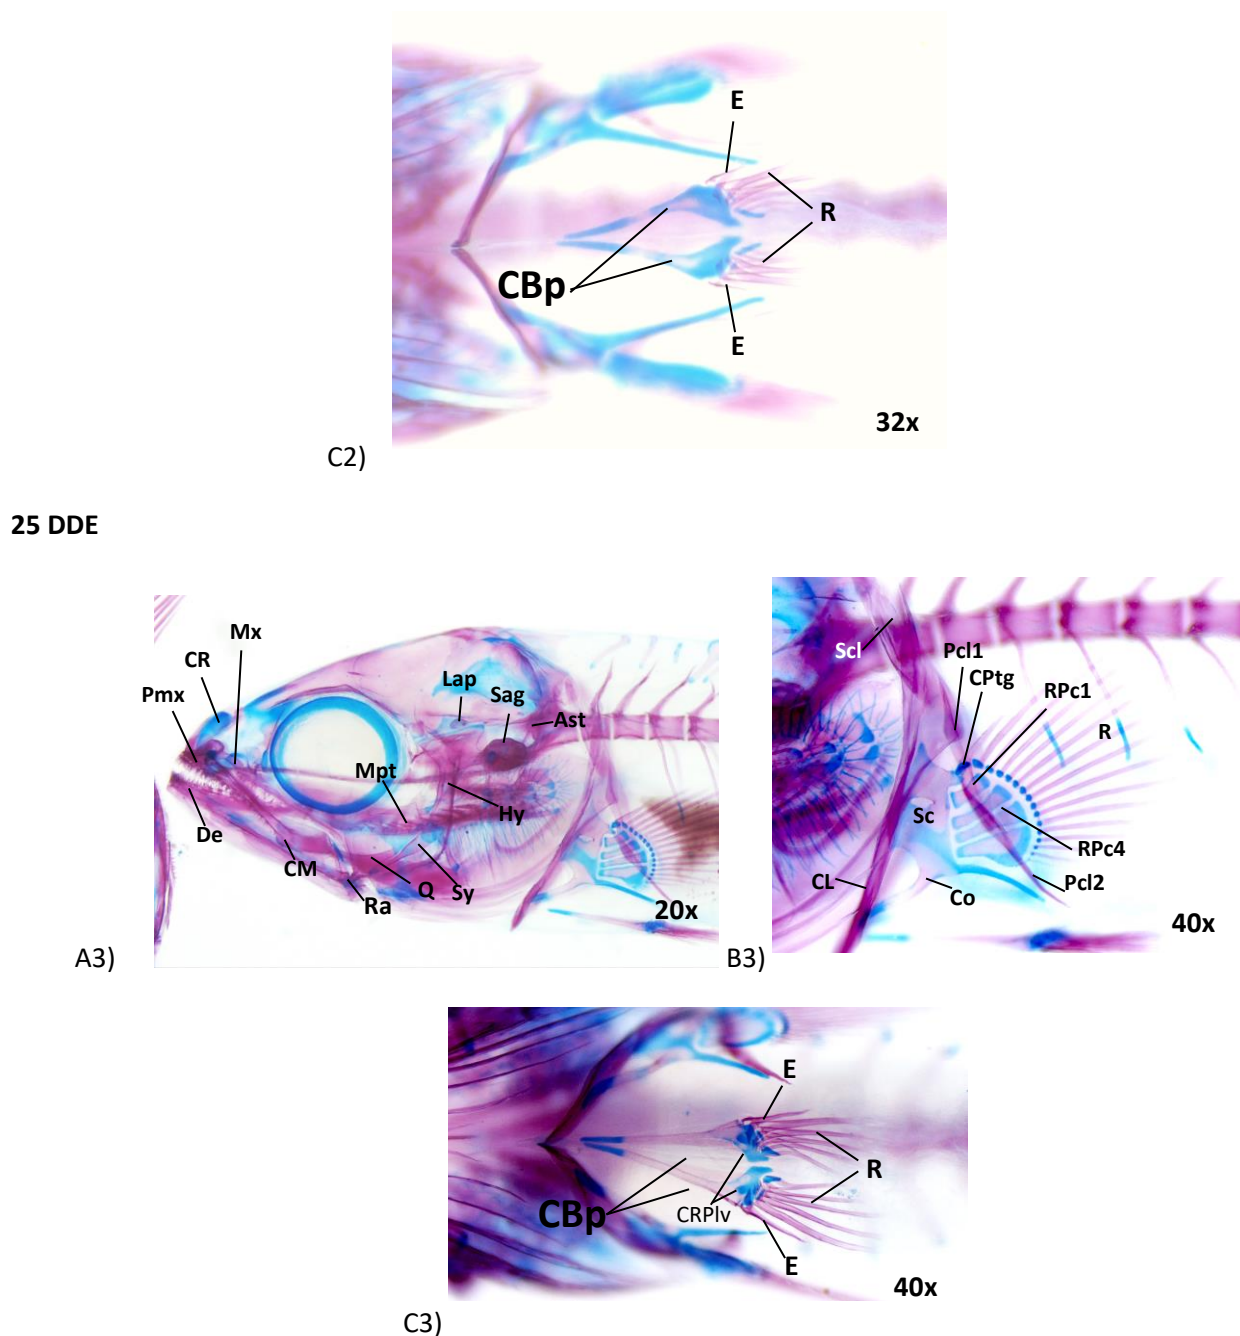 E
R
CBp
E
32x
C2)
25 DDE
Mx
CR
Pmx
Lap
Sag
Ast
Mpt
Hy
De
CM
Q
Sy
Ra
20x
A3)
Scl
Pcl1
CPtg
RPc1
R
Sc
RPc4
CL
Co
Pcl2
40x
B3)
E
R
CBp
CRPlv
E
40x
C3)